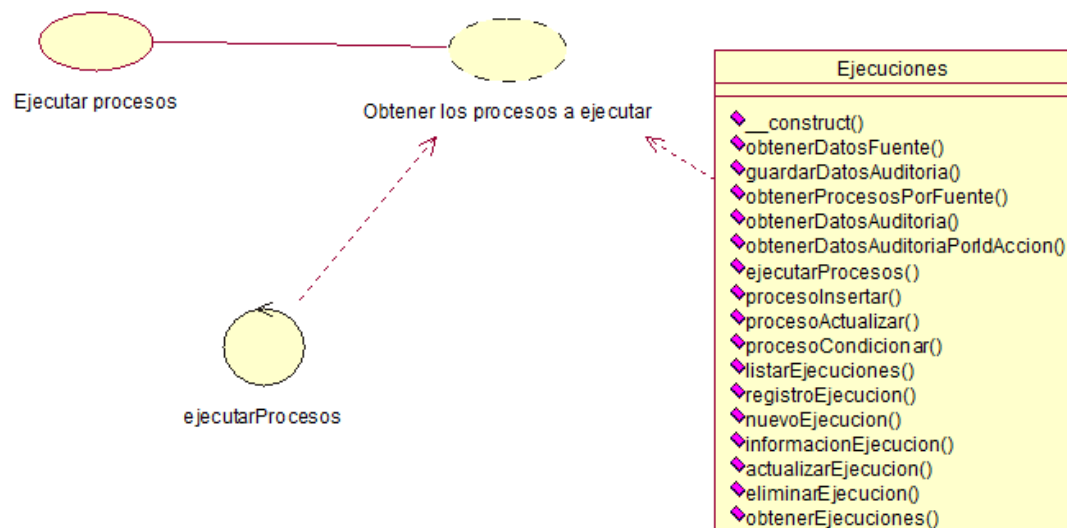 Ejecutar procesos
Obtener los procesos a ejecutar
ejecutarProcesos
Ejecuciones
__construct()
obtenerDatosFuente()
guardarDatosAuditoria()
obtenerProcesosPorFuente()
obtenerDatosAuditoria()
obtenerDatosAuditoriaPorIdAccion()
ejecutarProcesos()
procesoInsertar()
procesoActualizar()
procesoCondicionar()
listarEjecuciones()
registroEjecucion()
nuevoEjecucion()
informacionEjecucion()
actualizarEjecucion()
eliminarEjecucion()
obtenerEjecuciones()